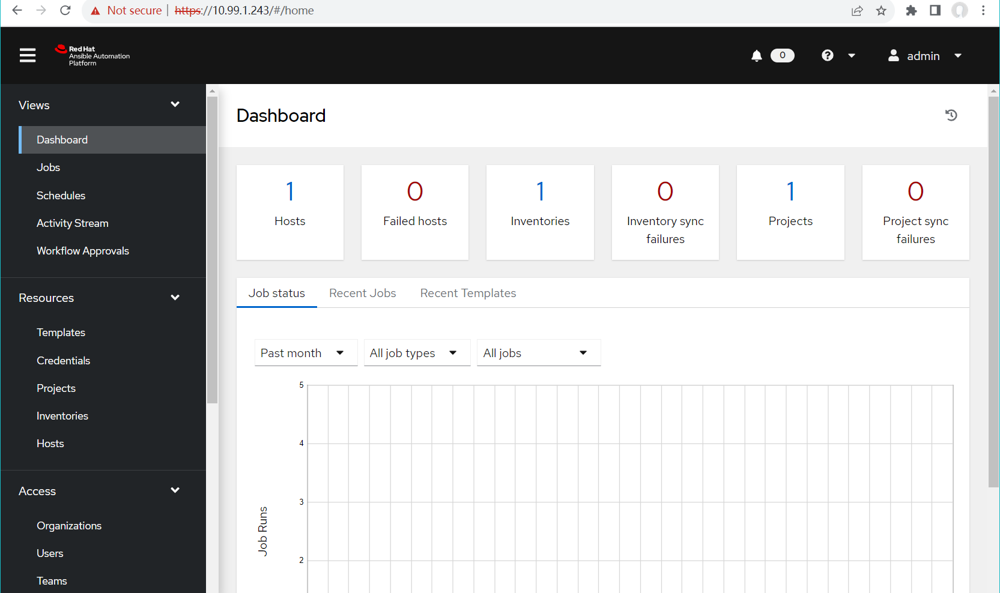 Not secure | https://10.99.1.243/#/home
Red Hat
Ansible Automation
Platform
0
admin
Views
Dashboard
Jobs
Schedules
Activity Stream
Workflow Approvals
Resources
Templates
Credentials
Projects
Inventories
Hosts
Access
Organizations
Users
Teams
Dashboard
1
Hosts
0
Failed hosts
1
Inventories
0
Inventory sync
failures
1
Projects
0
Project sync
failures
Job status
Recent Jobs
Recent Templates
Past month
All job types
All jobs
5
4
3
2
Job Runs